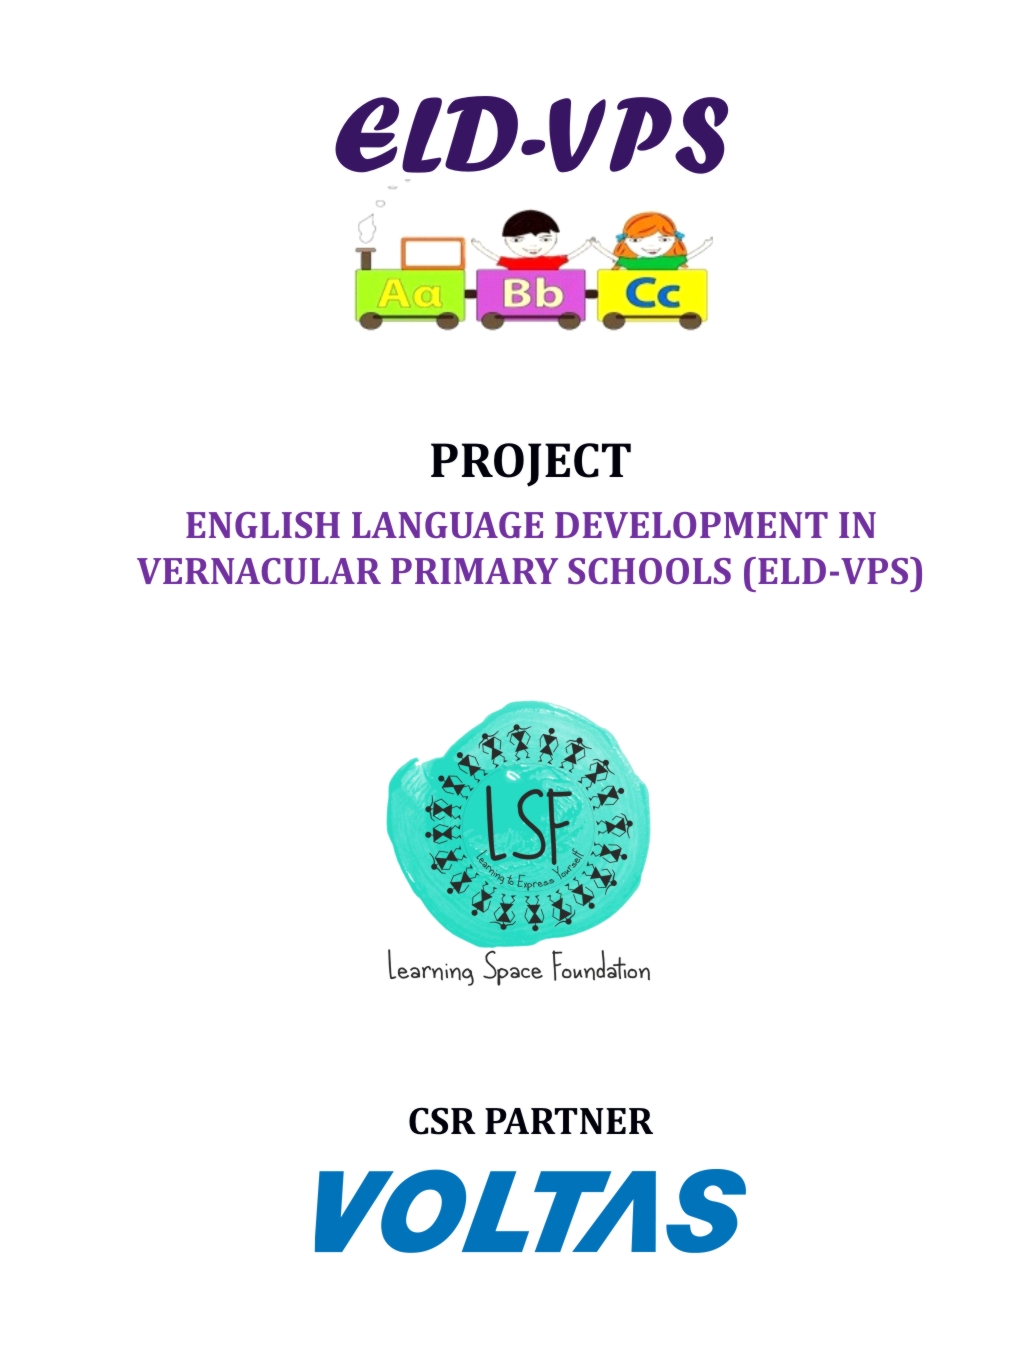 ELD-VPS
Aa Bb Cc
PROJECT
ENGLISH LANGUAGE DEVELOPMENT IN
VERNACULAR PRIMARY SCHOOLS (ELD-VPS)
LSF
Learning to Express Yourself
Learning Space Foundation
CSR PARTNER
VOLTAS